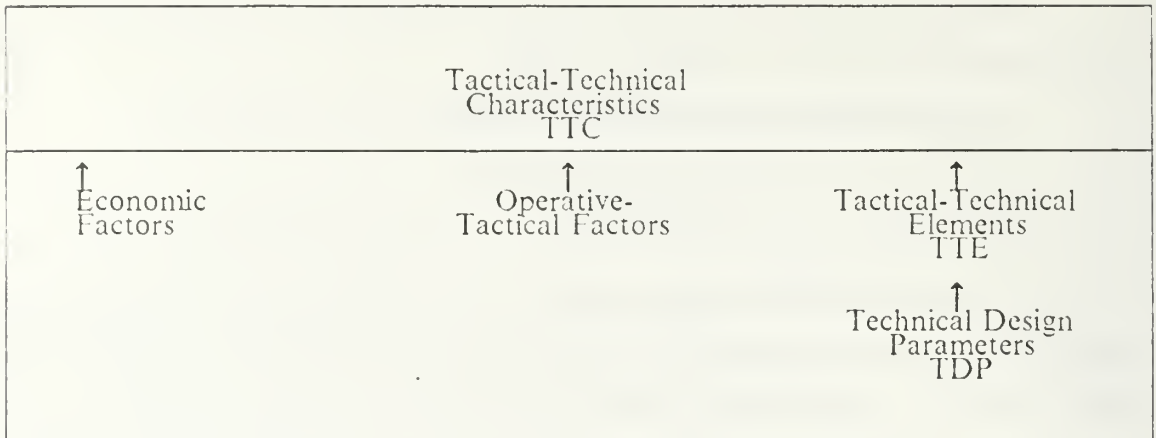 Tactical-Technical
Characteristics
TTC
↑ ↑ ↑
Economic Operative- Tactical-Technical
Factors Tactical Factors Elements
TTE
↑
Technical Design
Parameters
TDP